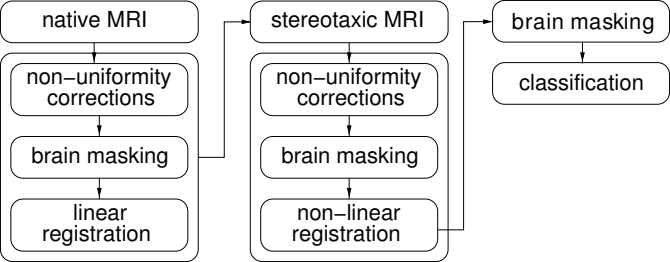 native MRI
non−uniformity
corrections
brain masking
linear
registration
stereotaxic MRI
non−uniformity
corrections
brain masking
non−linear
registration
brain masking
classification